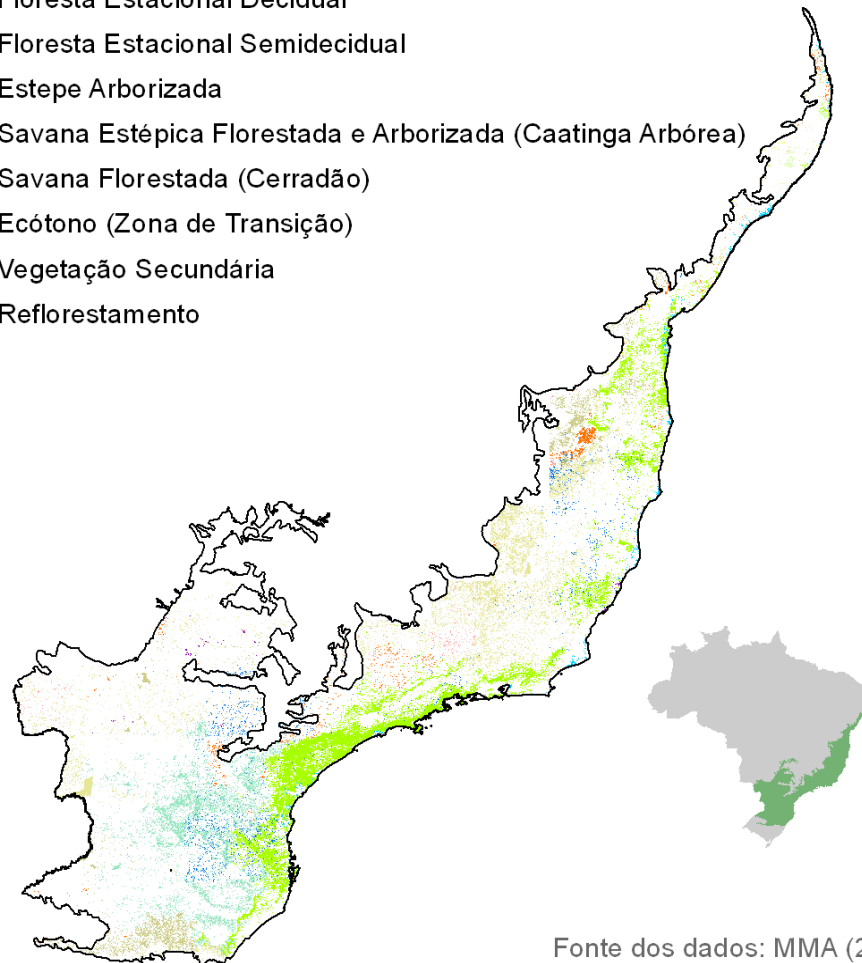 Floresta Estacional Decidual
Floresta Estacional Semidecidual
Estepe Arborizada
Savana Estépica Florestada e Arborizada (Caatinga Arbórea)
Savana Florestada (Cerradão)
Ecótono (Zona de Transição)
Vegetação Secundária
Reflorestamento
Fonte dos dados: MMA (2